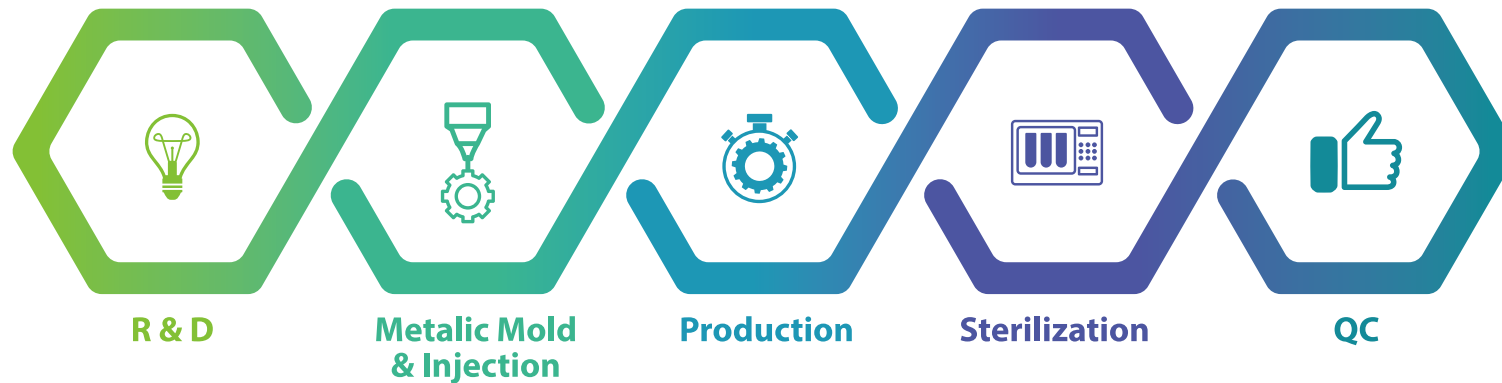 R & D
Metalic Mold
& Injection
Production
Sterilization
QC